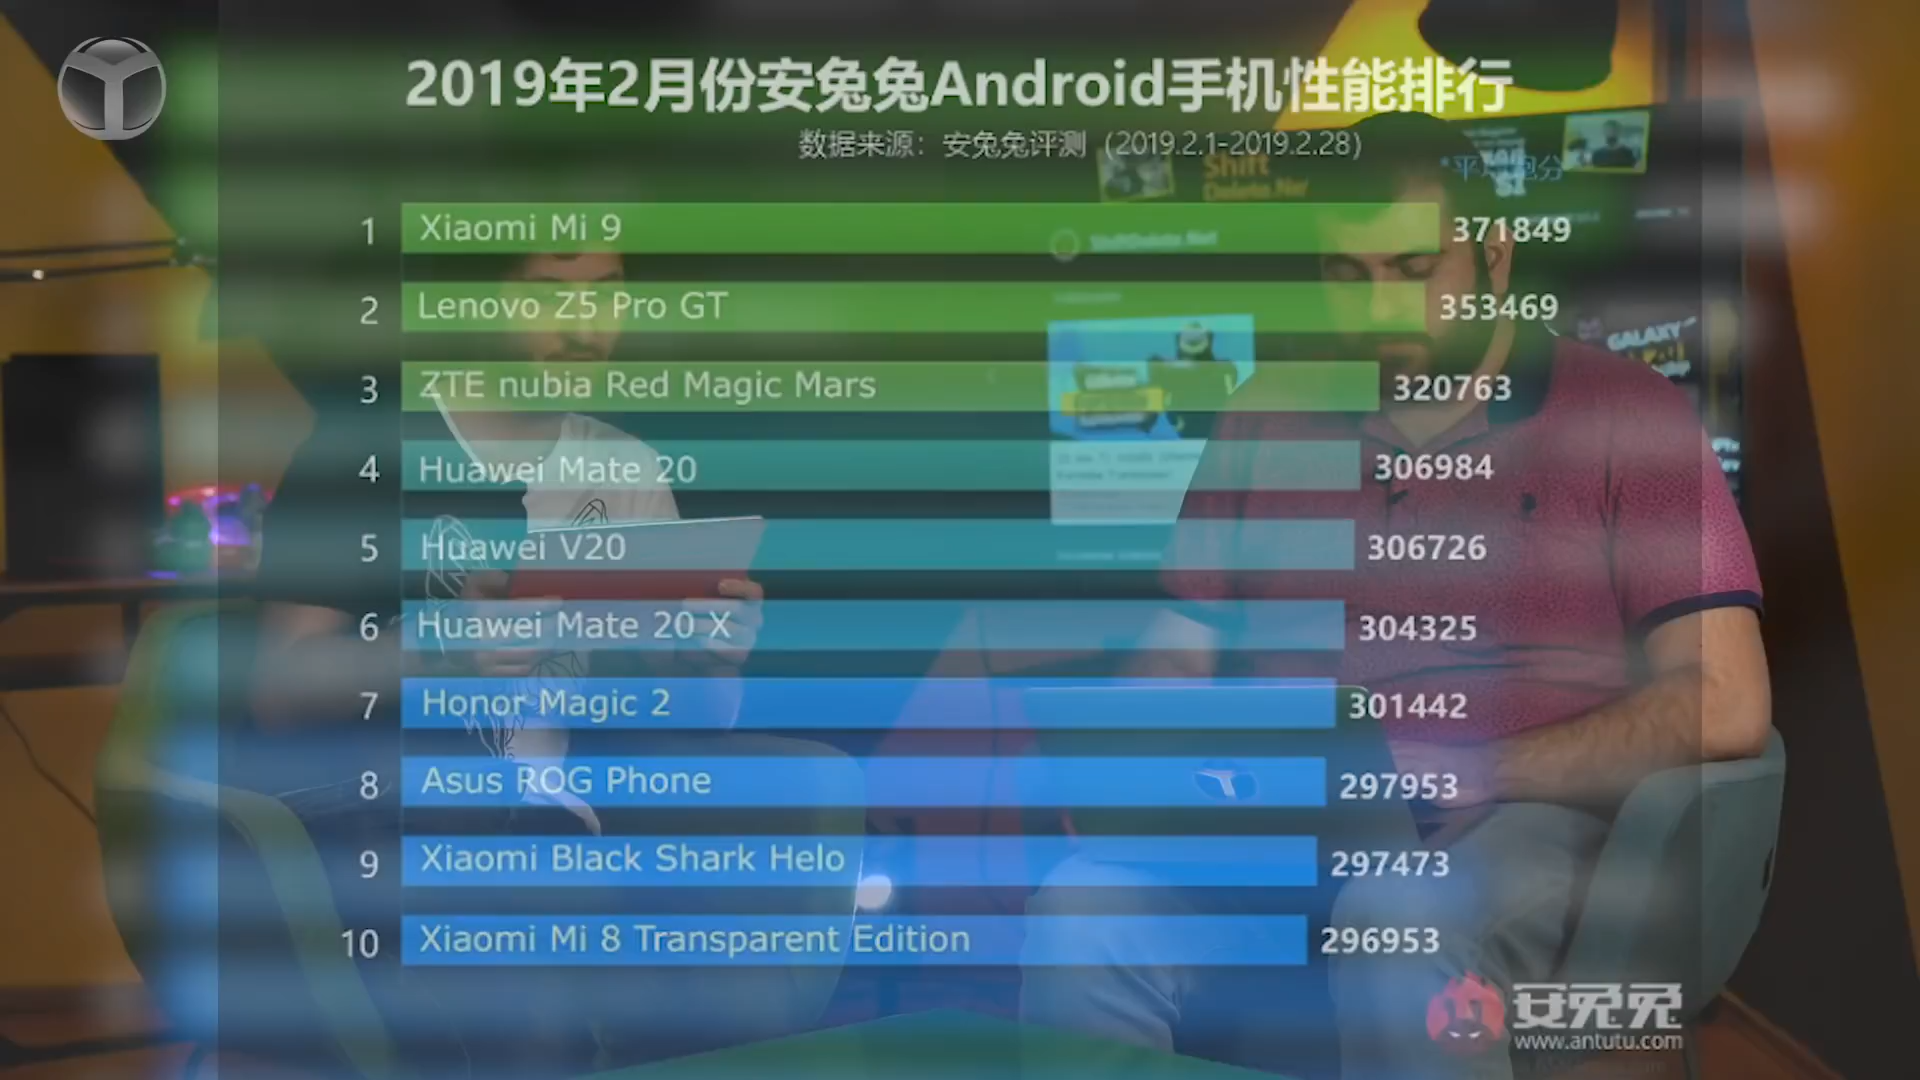 2019年2月份安兔兔Android手机性能排行
数据来源：安兔兔评测（2019.2.1-2019.2.28）
Shift
Delete.Net
1 Xiaomi Mi 9 371849
2 Lenovo Z5 Pro GT 353469
GALAXY
3 ZTE nubia Red Magic Mars 320763
4 Huawei Mate 20 306984
5 Huawei V20 306726
6 Huawei Mate 20 X 304325
7 Honor Magic 2 301442
8 Asus ROG Phone 297953
9 Xiaomi Black Shark Helo 297473
10 Xiaomi Mi 8 Transparent Edition 296953
安兔兔
www.antutu.com